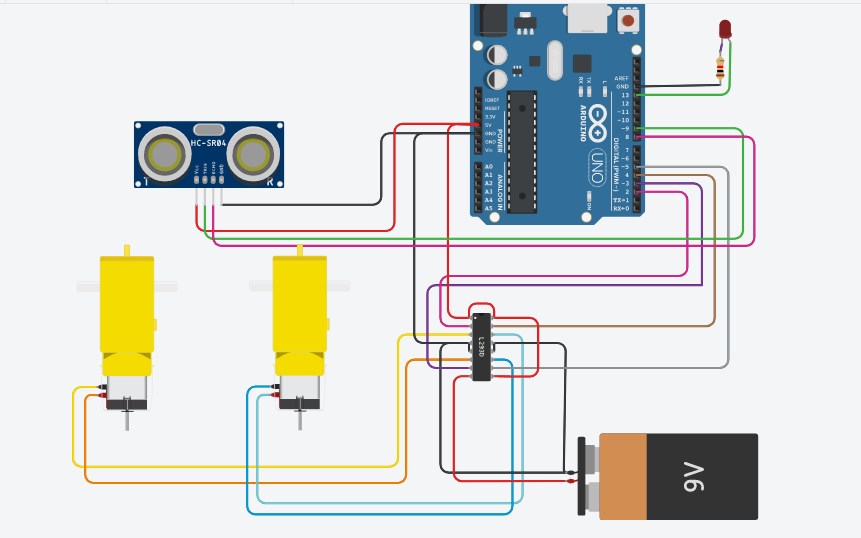 AREF
GND
13
12
~11
~10
~9
8
7
~6
~5
4
~3
2
TX→1
RX←0
L
TX
RX
ARDUINO
UNO
DIGITAL (PWM~)
ON
IOREF
RESET
3.3V
5V
GND
GND
Vin
POWER
A0
A1
A2
A3
A4
A5
ANALOG IN
HC-SR04
VCC
TRIG
ECHO
GND
T
R
L293D
9V